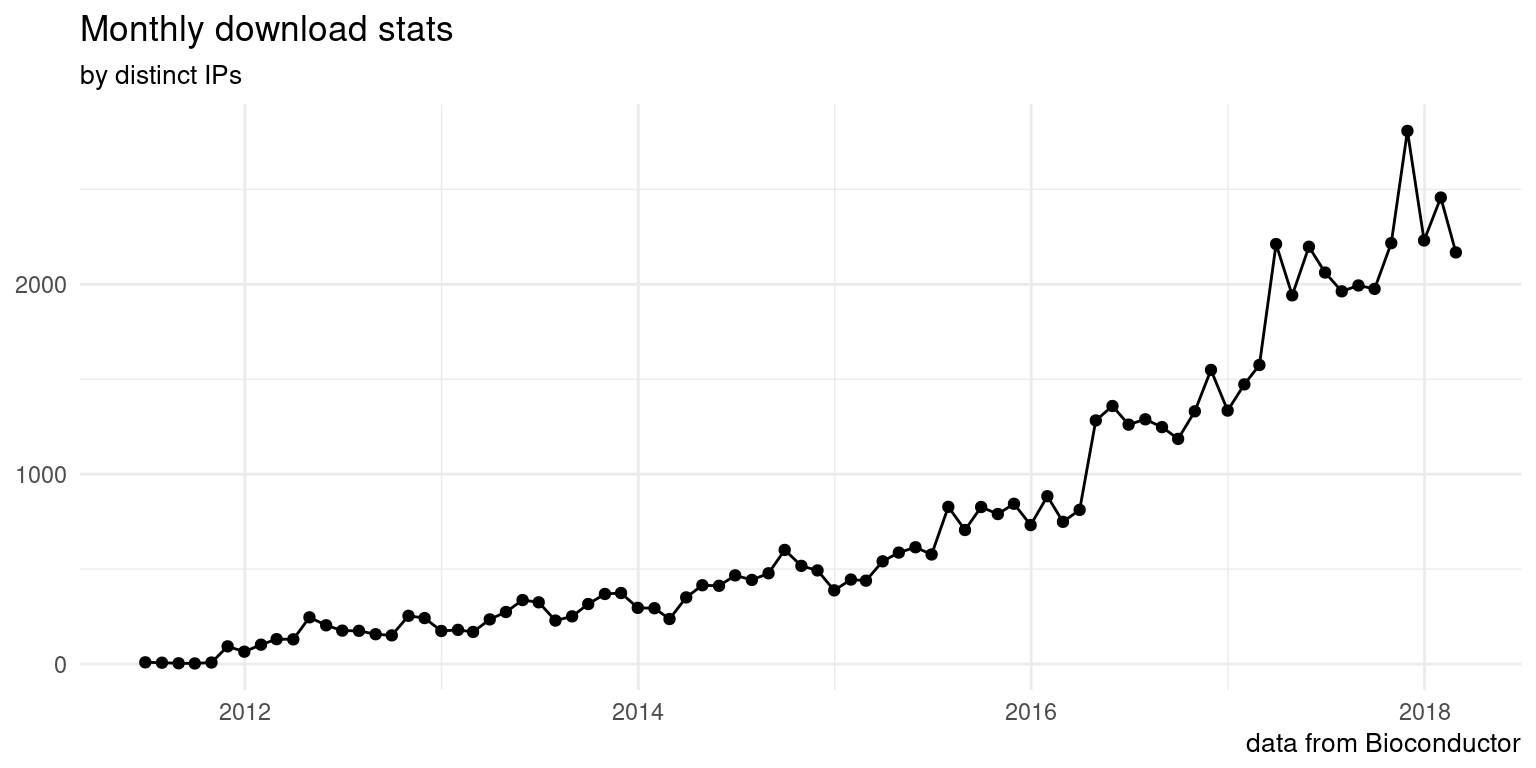 Monthly download stats
by distinct IPs
2000
1000
0
2012 2014 2016 2018
data from Bioconductor